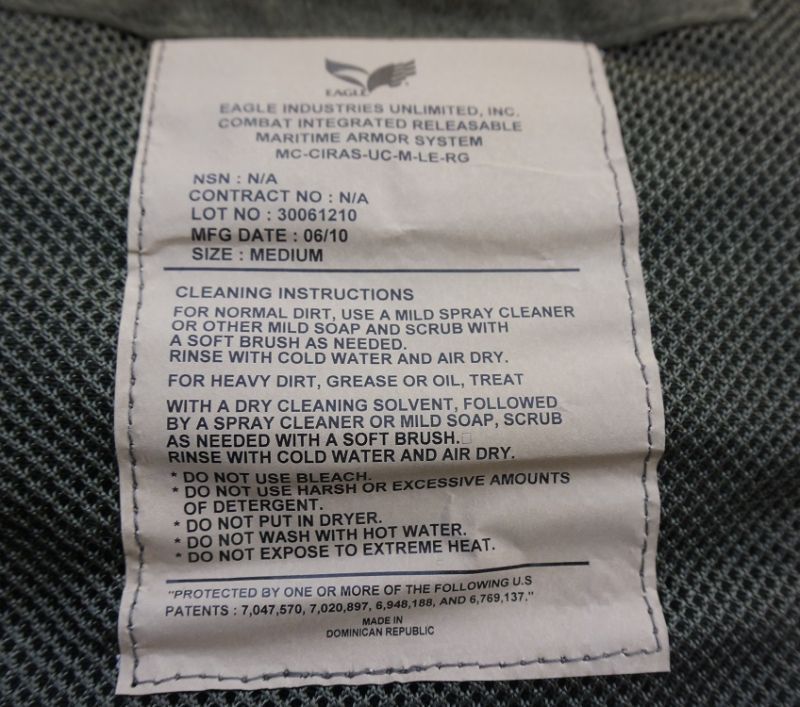 EAGLE
EAGLE INDUSTRIES UNLIMITED, INC.
COMBAT INTEGRATED RELEASABLE
MARITIME ARMOR SYSTEM
MC-CIRAS-UC-M-LE-RG
NSN : N/A
CONTRACT NO : N/A
LOT NO : 30061210
MFG DATE : 06/10
SIZE : MEDIUM
CLEANING INSTRUCTIONS
FOR NORMAL DIRT, USE A MILD SPRAY CLEANER
OR OTHER MILD SOAP AND SCRUB WITH
A SOFT BRUSH AS NEEDED.
RINSE WITH COLD WATER AND AIR DRY.
FOR HEAVY DIRT, GREASE OR OIL, TREAT
WITH A DRY CLEANING SOLVENT, FOLLOWED
BY A SPRAY CLEANER OR MILD SOAP, SCRUB
AS NEEDED WITH A SOFT BRUSH.□
RINSE WITH COLD WATER AND AIR DRY.
* DO NOT USE BLEACH.
* DO NOT USE HARSH OR EXCESSIVE AMOUNTS
OF DETERGENT.
* DO NOT PUT IN DRYER.
* DO NOT WASH WITH HOT WATER.
* DO NOT EXPOSE TO EXTREME HEAT.
"PROTECTED BY ONE OR MORE OF THE FOLLOWING U.S
PATENTS : 7,047,570, 7,020,897, 6,948,188, AND 6,769,137."
MADE IN
DOMINICAN REPUBLIC